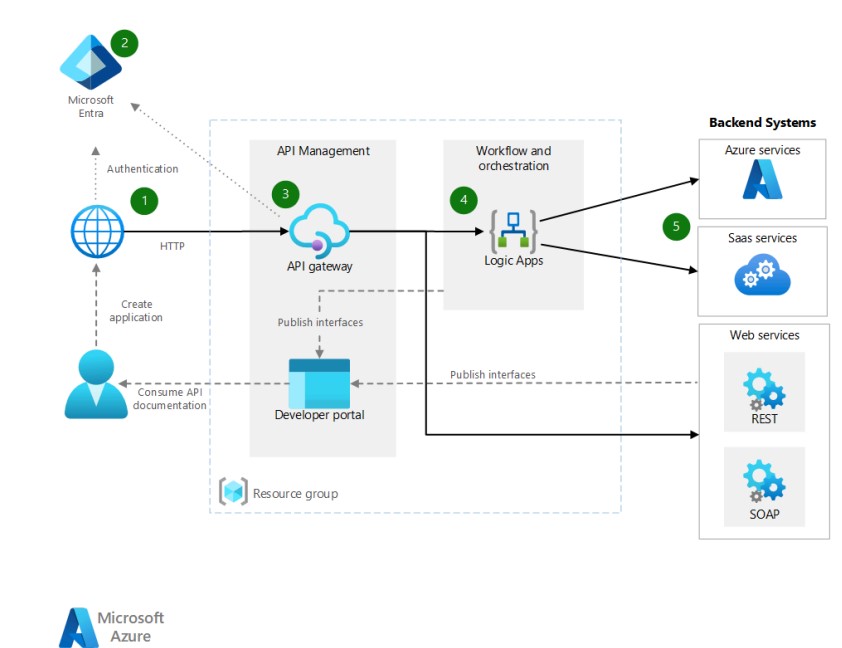 2
Microsoft
Entra
Backend Systems
API Management
Workflow and
orchestration
Azure services
Authentication
1
3
4
5
HTTP
API gateway
Logic Apps
Saas services
Create
application
Publish interfaces
Web services
Publish interfaces
Consume API
documentation
Developer portal
REST
Resource group
SOAP
Microsoft
Azure